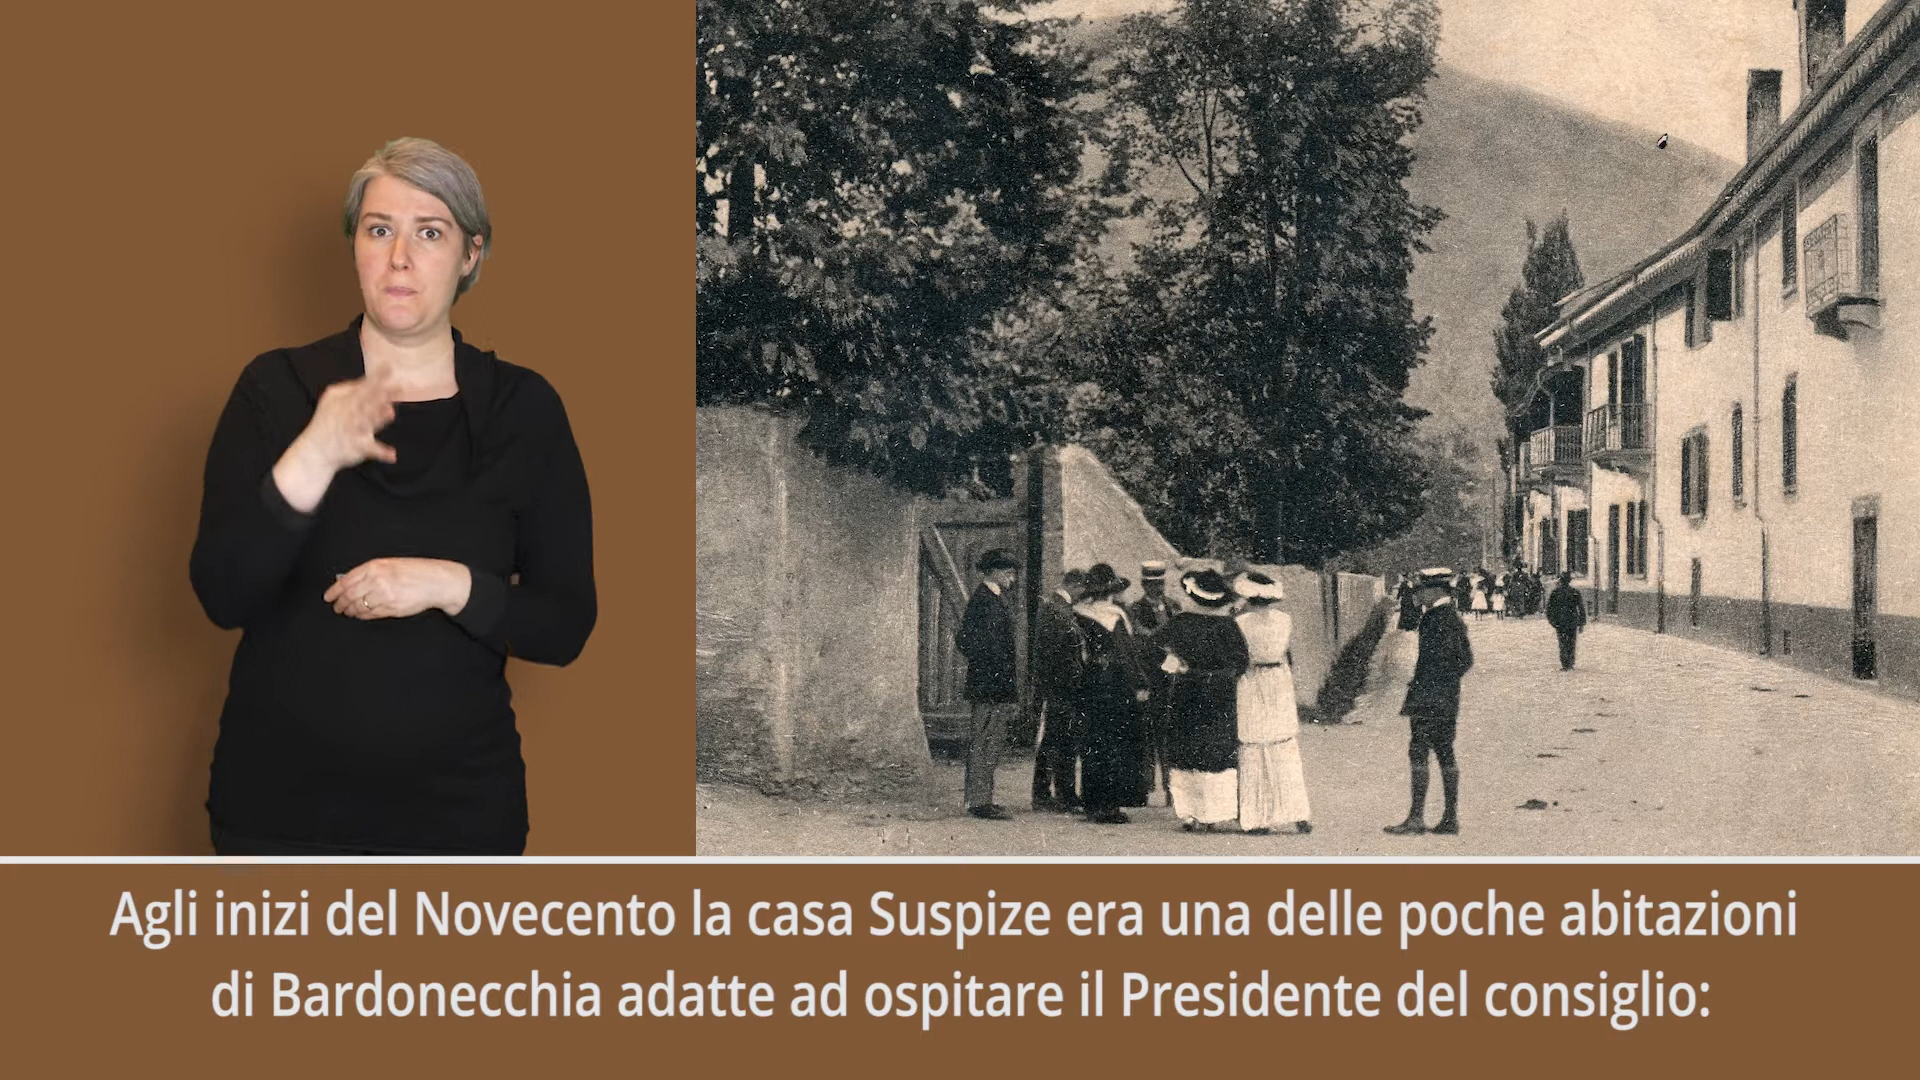 Agli inizi del Novecento la casa Suspize era una delle poche abitazioni
di Bardonecchia adatte ad ospitare il Presidente del consiglio: